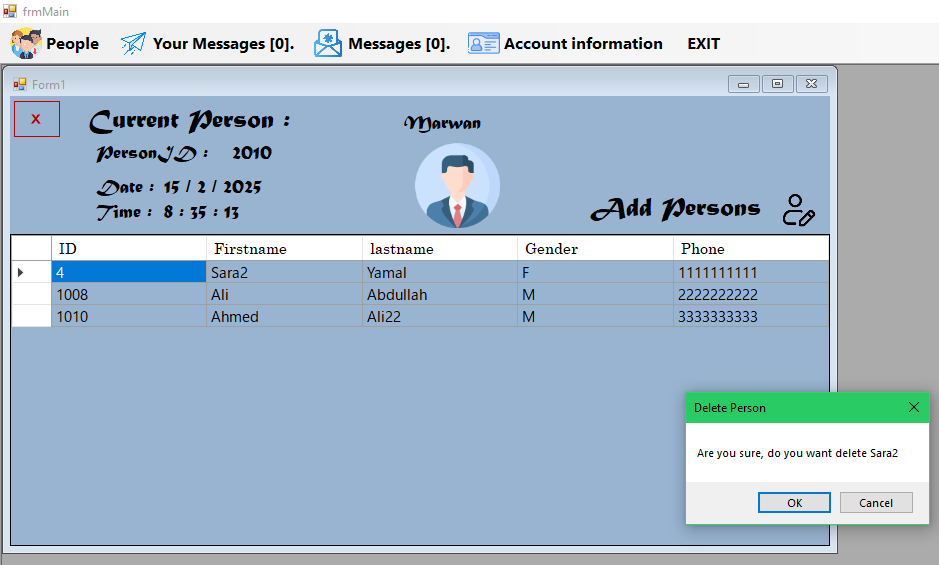 frmMain
People Your Messages [0]. Messages [0]. Account information EXIT
Form1
X
Current Person :
Marwan
PersonID : 2010
Date : 15 / 2 / 2025
Time : 8 : 35 : 13
Add Persons
ID Firstname lastname Gender Phone
4 Sara2 Yamal F 1111111111
1008 Ali Abdullah M 2222222222
1010 Ahmed Ali22 M 3333333333
Delete Person
Are you sure, do you want delete Sara2
OK Cancel